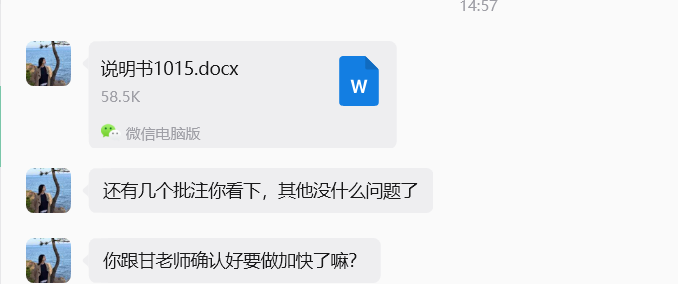 14:57
说明书1015.docx
58.5K
W
微信电脑版
还有几个批注你看下，其他没什么问题了
你跟甘老师确认好要做加快了嘛？